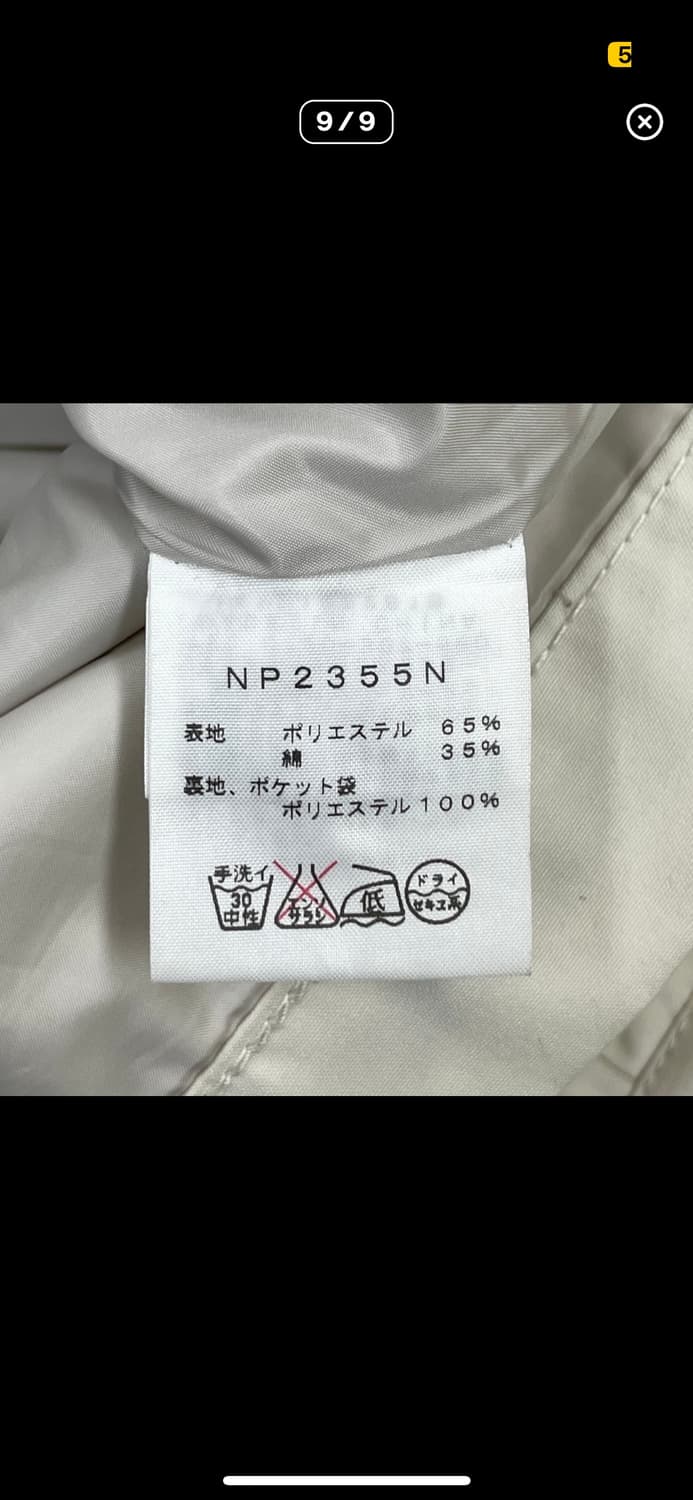 5
9/9
NP2355N
表地 ポリエステル 65%
綿 35%
裏地、ポケット袋
ポリエステル100%
手洗イ
30
中性
エンソ
サラシ
低
ドライ
セキユ系